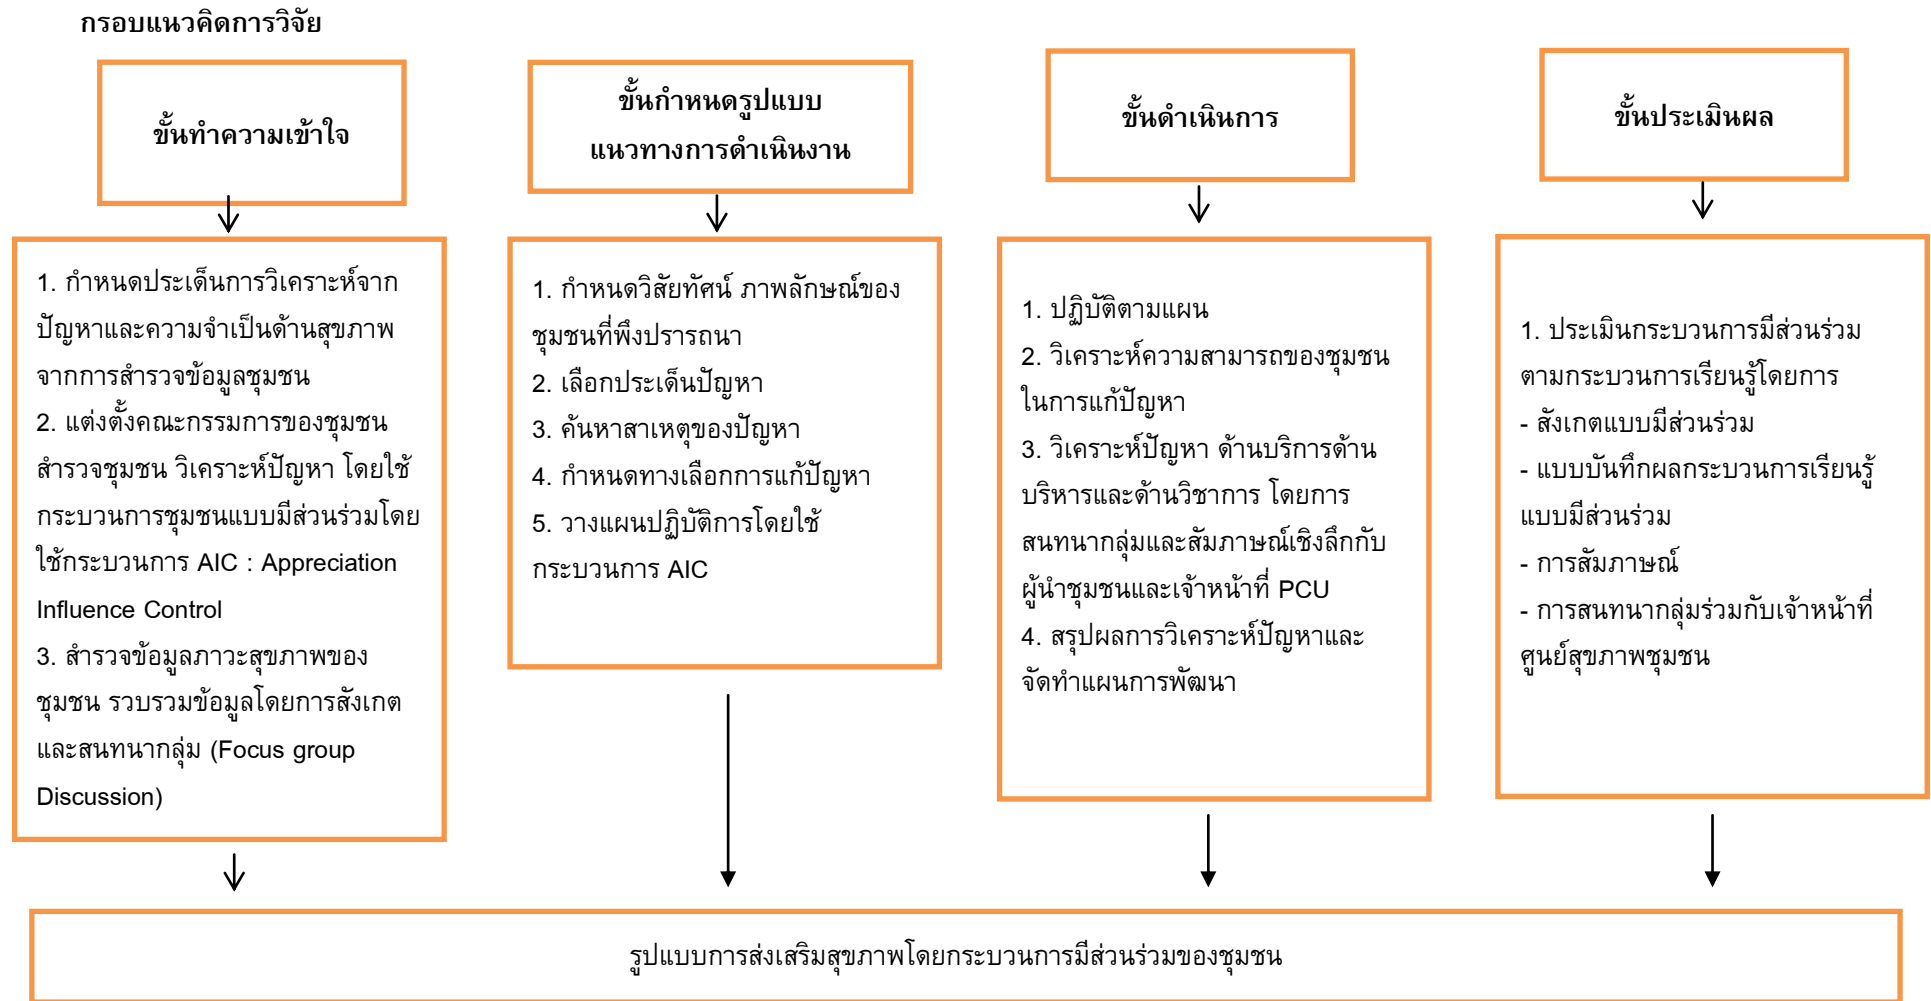 กรอบแนวคิดการวิจัย
ขั้นทำความเข้าใจ
1. กำหนดประเด็นการวิเคราะห์จาก
ปัญหาและความจำเป็นด้านสุขภาพ
จากการสำรวจข้อมูลชุมชน
2. แต่งตั้งคณะกรรมการของชุมชน
สำรวจชุมชน วิเคราะห์ปัญหา โดยใช้
กระบวนการชุมชนแบบมีส่วนร่วมโดย
ใช้กระบวนการ AIC : Appreciation
Influence Control
3. สำรวจข้อมูลภาวะสุขภาพของ
ชุมชน รวบรวมข้อมูลโดยการสังเกต
และสนทนากลุ่ม (Focus group
Discussion)
ขั้นกำหนดรูปแบบ
แนวทางการดำเนินงาน
1. กำหนดวิสัยทัศน์ ภาพลักษณ์ของ
ชุมชนที่พึงปรารถนา
2. เลือกประเด็นปัญหา
3. ค้นหาสาเหตุของปัญหา
4. กำหนดทางเลือกการแก้ปัญหา
5. วางแผนปฏิบัติการโดยใช้
กระบวนการ AIC
ขั้นดำเนินการ
1. ปฏิบัติตามแผน
2. วิเคราะห์ความสามารถของชุมชน
ในการแก้ปัญหา
3. วิเคราะห์ปัญหา ด้านบริการด้าน
บริหารและด้านวิชาการ โดยการ
สนทนากลุ่มและสัมภาษณ์เชิงลึกกับ
ผู้นำชุมชนและเจ้าหน้าที่ PCU
4. สรุปผลการวิเคราะห์ปัญหาและ
จัดทำแผนการพัฒนา
ขั้นประเมินผล
1. ประเมินกระบวนการมีส่วนร่วม
ตามกระบวนการเรียนรู้โดยการ
- สังเกตแบบมีส่วนร่วม
- แบบบันทึกผลกระบวนการเรียนรู้
แบบมีส่วนร่วม
- การสัมภาษณ์
- การสนทนากลุ่มร่วมกับเจ้าหน้าที่
ศูนย์สุขภาพชุมชน
รูปแบบการส่งเสริมสุขภาพโดยกระบวนการมีส่วนร่วมของชุมชน